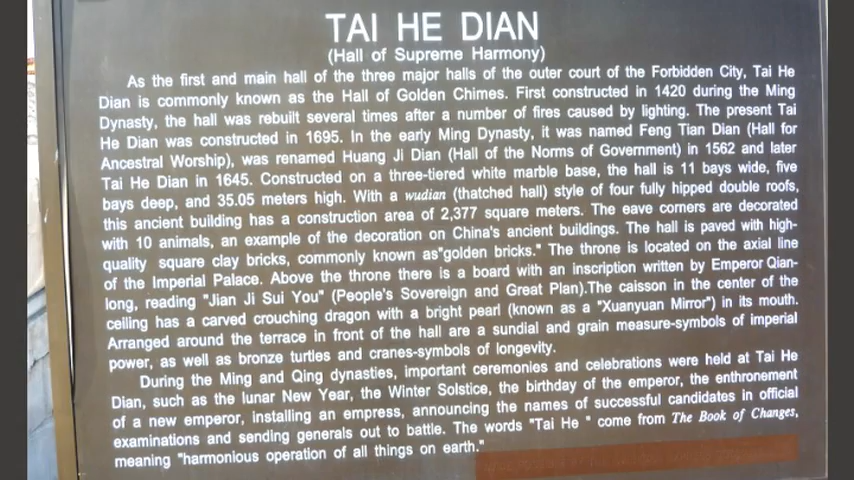 TAI HE DIAN
(Hall of Supreme Harmony)
As the first and main hall of the three major halls of the outer court of the Forbidden City, Tai He
Dian is commonly known as the Hall of Golden Chimes. First constructed in 1420 during the Ming
Dynasty, the hall was rebuilt several times after a number of fires caused by lighting. The present Tai
He Dian was constructed in 1695. In the early Ming Dynasty, it was named Feng Tian Dian (Hall for
Ancestral Worship), was renamed Huang Ji Dian (Hall of the Norms of Government) in 1562 and later
Tai He Dian in 1645. Constructed on a three-tiered white marble base, the hall is 11 bays wide, five
bays deep, and 35.05 meters high. With a wudian (thatched hall) style of four fully hipped double roofs,
this ancient building has a construction area of 2,377 square meters. The eave corners are decorated
with 10 animals, an example of the decoration on China's ancient buildings. The hall is paved with high-
quality square clay bricks, commonly known as"golden bricks." The throne is located on the axial line
of the Imperial Palace. Above the throne there is a board with an inscription written by Emperor Qian-
long, reading "Jian Ji Sui You" (People's Sovereign and Great Plan).The caisson in the center of the
ceiling has a carved crouching dragon with a bright pearl (known as a "Xuanyuan Mirror") in its mouth.
Arranged around the terrace in front of the hall are a sundial and grain measure-symbols of imperial
power, as well as bronze turtles and cranes-symbols of longevity.
During the Ming and Qing dynasties, important ceremonies and celebrations were held at Tai He
Dian, such as the lunar New Year, the Winter Solstice, the birthday of the emperor, the enthronement
of a new emperor, installing an empress, announcing the names of successful candidates in official
examinations and sending generals out to battle. The words "Tai He " come from The Book of Changes,
meaning "harmonious operation of all things on earth."